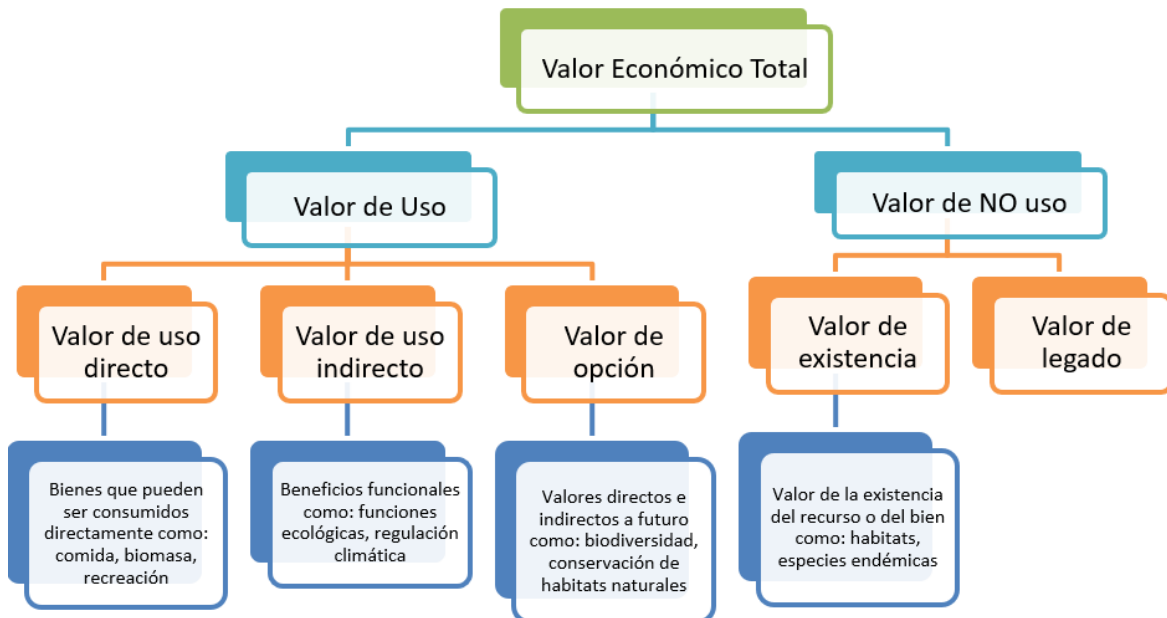 Valor Económico Total
Valor de Uso
Valor de NO uso
Valor de uso
directo
Valor de uso
indirecto
Valor de
opción
Valor de
existencia
Valor de
legado
Bienes que pueden
ser consumidos
directamente como:
comida, biomasa,
recreación
Beneficios funcionales
como: funciones
ecológicas, regulación
climática
Valores directos e
indirectos a futuro
como: biodiversidad,
conservación de
habitats naturales
Valor de la existencia
del recurso o del bien
como: habitats,
especies endémicas